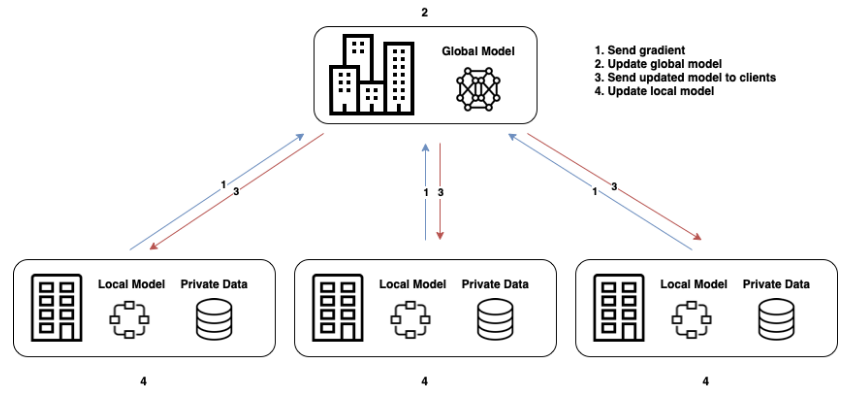 2
Global Model
1. Send gradient
2. Update global model
3. Send updated model to clients
4. Update local model
1
3
1
3
3
1
Local Model
Private Data
Local Model
Private Data
Local Model
Private Data
4
4
4